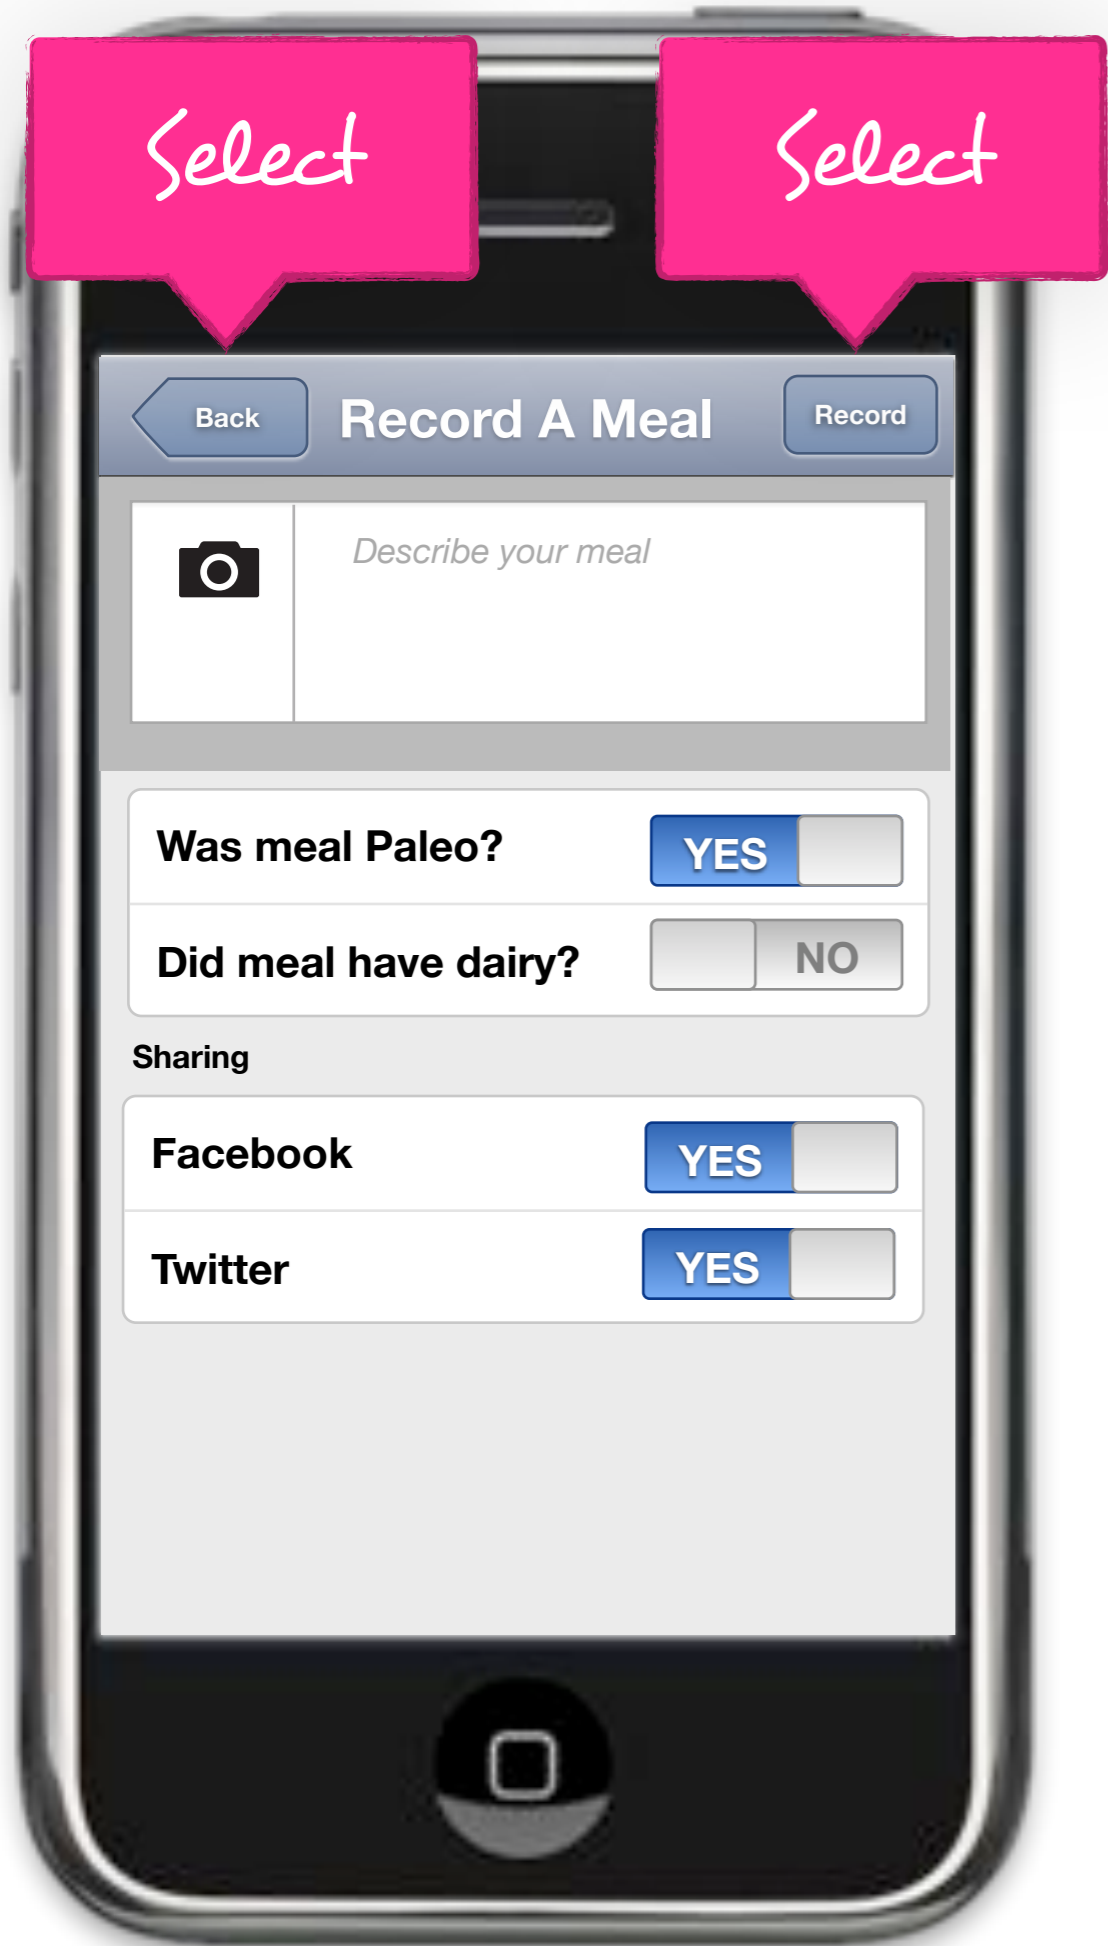 Select
Select
Back
Record A Meal
Record
Describe your meal
Was meal Paleo?
YES
Did meal have dairy?
NO
Sharing
Facebook
YES
Twitter
YES